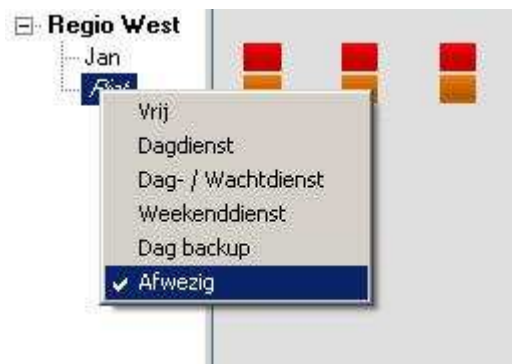 Regio West
Jan
Vrij
Dagdienst
Dag- / Wachtdienst
Weekenddienst
Dag backup
Afwezig